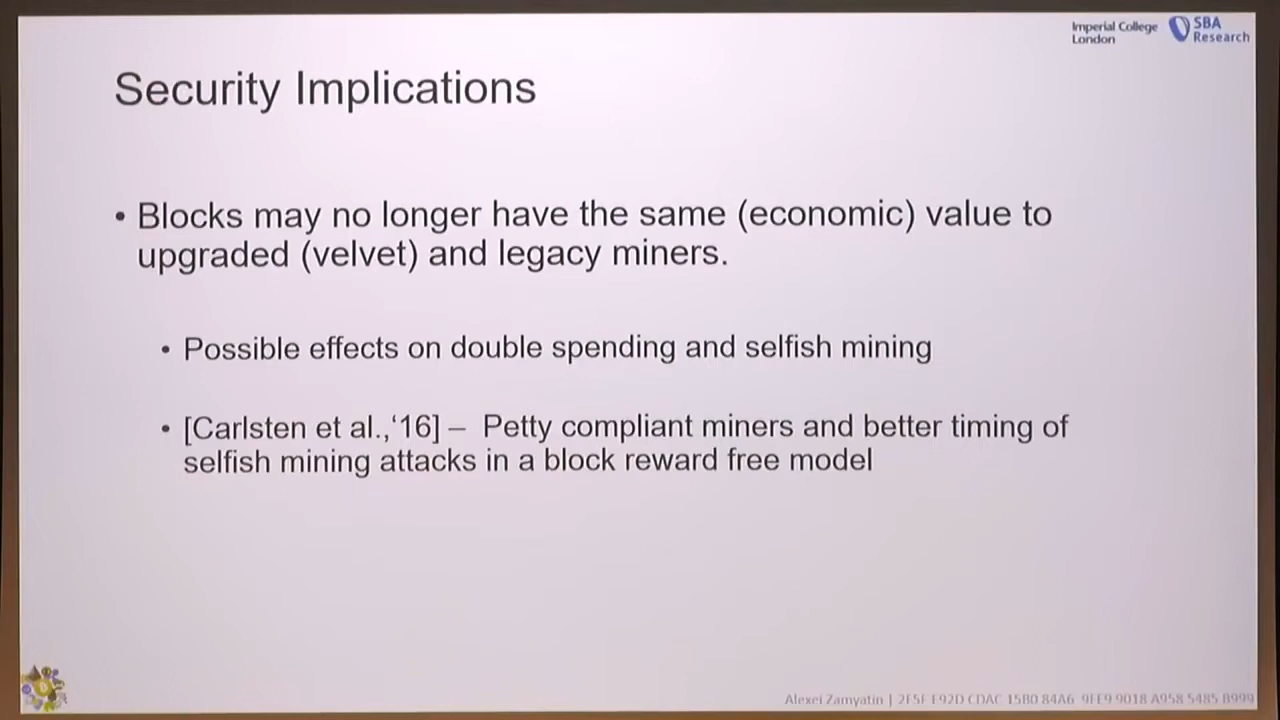 Imperial College
London
SBA
Research
Security Implications
• Blocks may no longer have the same (economic) value to
upgraded (velvet) and legacy miners.
• Possible effects on double spending and selfish mining
• [Carlsten et al.,‘16] – Petty compliant miners and better timing of
selfish mining attacks in a block reward free model
Alexei Zamyatin | 2F5F F92D CDAC 15B0 84A6 9FF9 9018 A958 5485